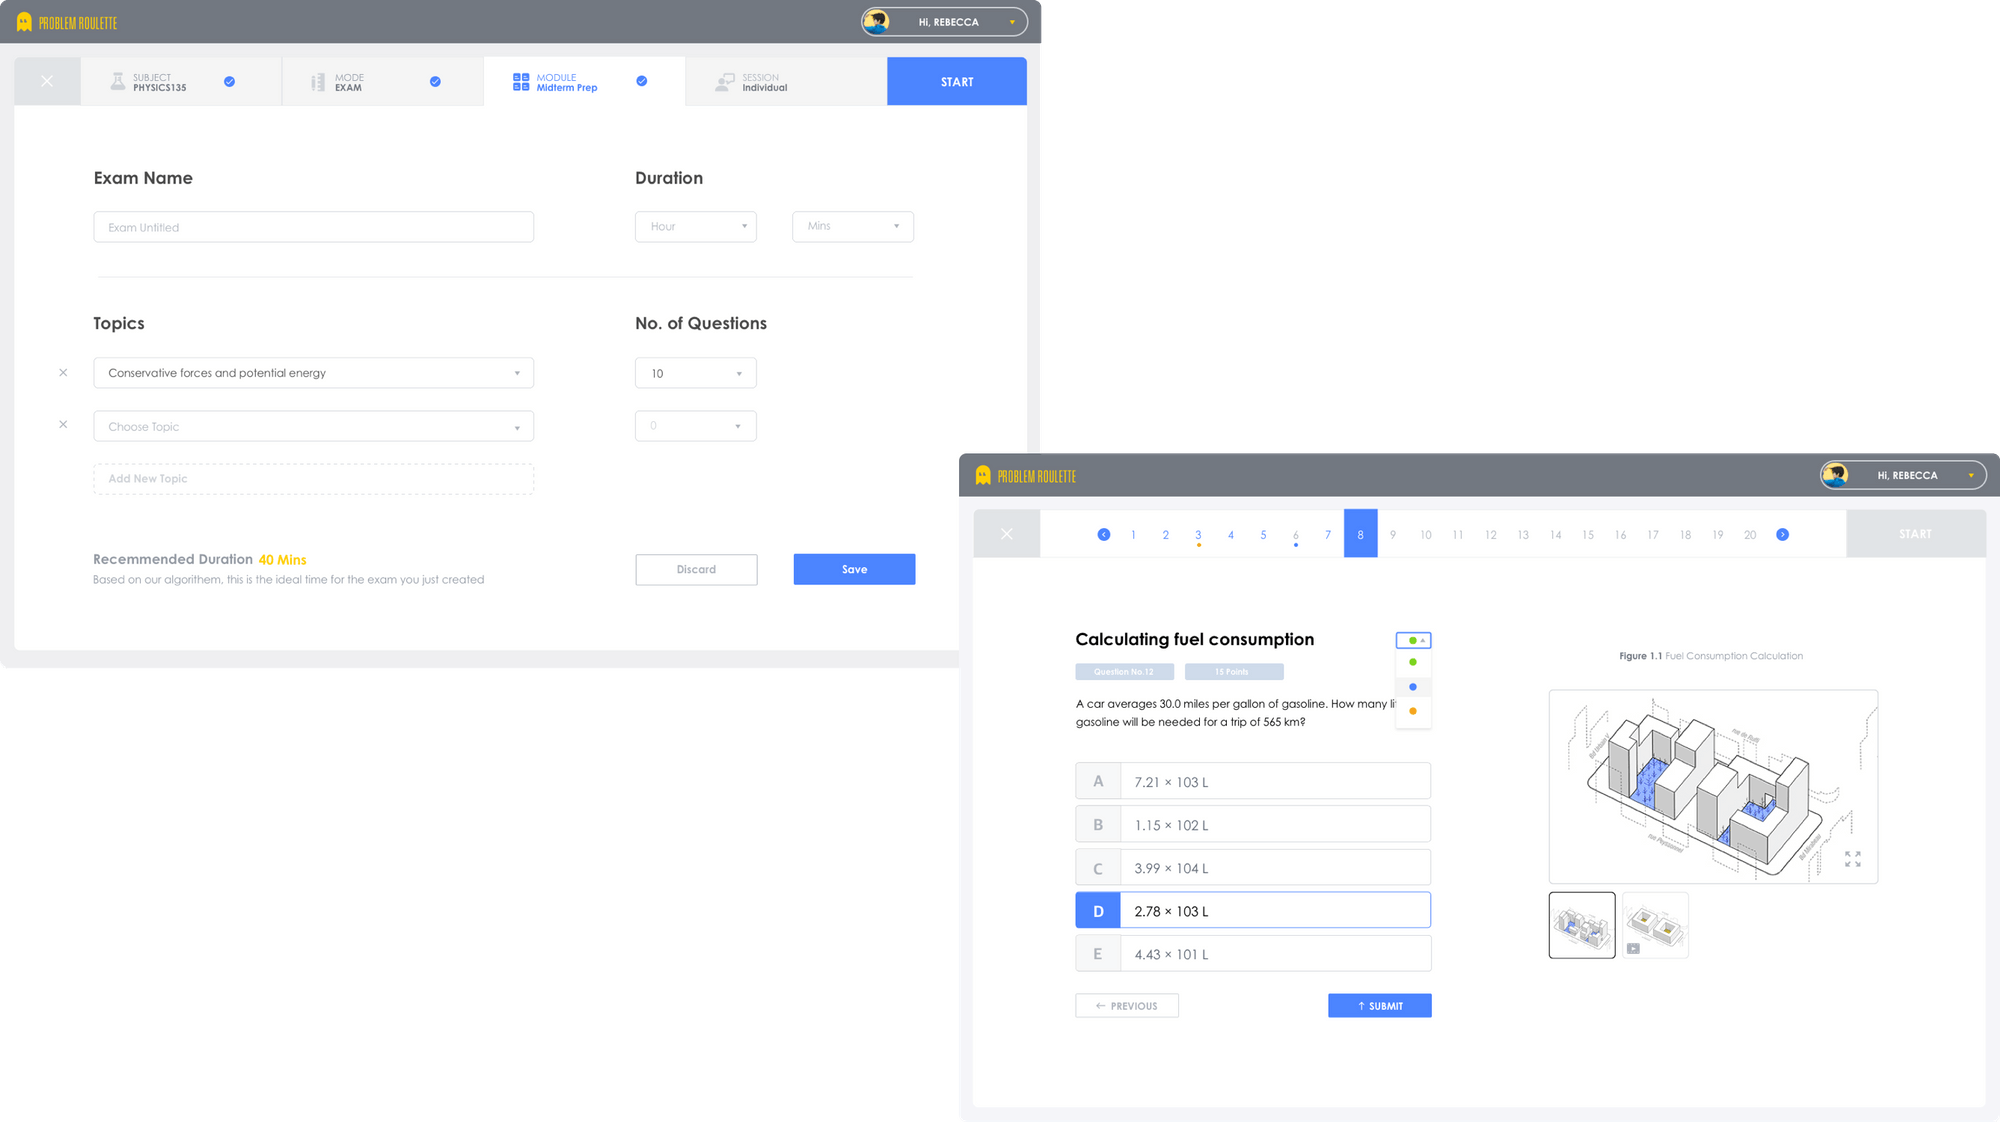 PROBLEM ROULETTE
Hi, REBECCA
SUBJECT
PHYSICS135
MODE
EXAM
MODULE
Midterm Prep
SESSION
Individual
START
Exam Name
Duration
Exam Untitled
Hour
Mins
Topics
No. of Questions
Conservative forces and potential energy
10
Choose Topic
0
Add New Topic
Recemmended Duration 40 Mins
Based on our algorithem, this is the ideal time for the exam you just created
Discard
Save
PROBLEM ROULETTE
Hi, REBECCA
1 2 3 4 5 6 7 8 9 10 11 12 13 14 15 16 17 18 19 20
START
Calculating fuel consumption
Question No.12
15 Points
A car averages 30.0 miles per gallon of gasoline. How many li
gasoline will be needed for a trip of 565 km?
A 7.21 × 103 L
B 1.15 × 102 L
C 3.99 × 104 L
D 2.78 × 103 L
E 4.43 × 101 L
← PREVIOUS
↑ SUBMIT
Figure 1.1 Fuel Consumption Calculation